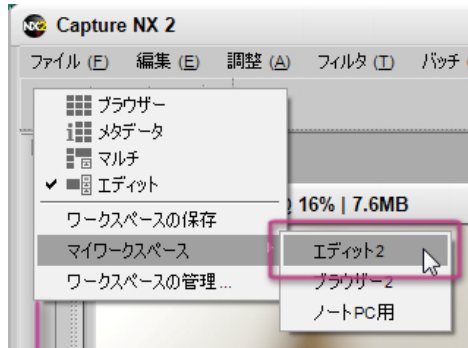 Capture NX 2
ファイル (F) 編集 (E) 調整 (A) フィルタ (T) バッチ
ブラウザー
メタデータ
マルチ
エディット
16% | 7.6MB
ワークスペースの保存
マイワークスペース
エディット2
ワークスペースの管理...
ブラウザー2
ノートPC用